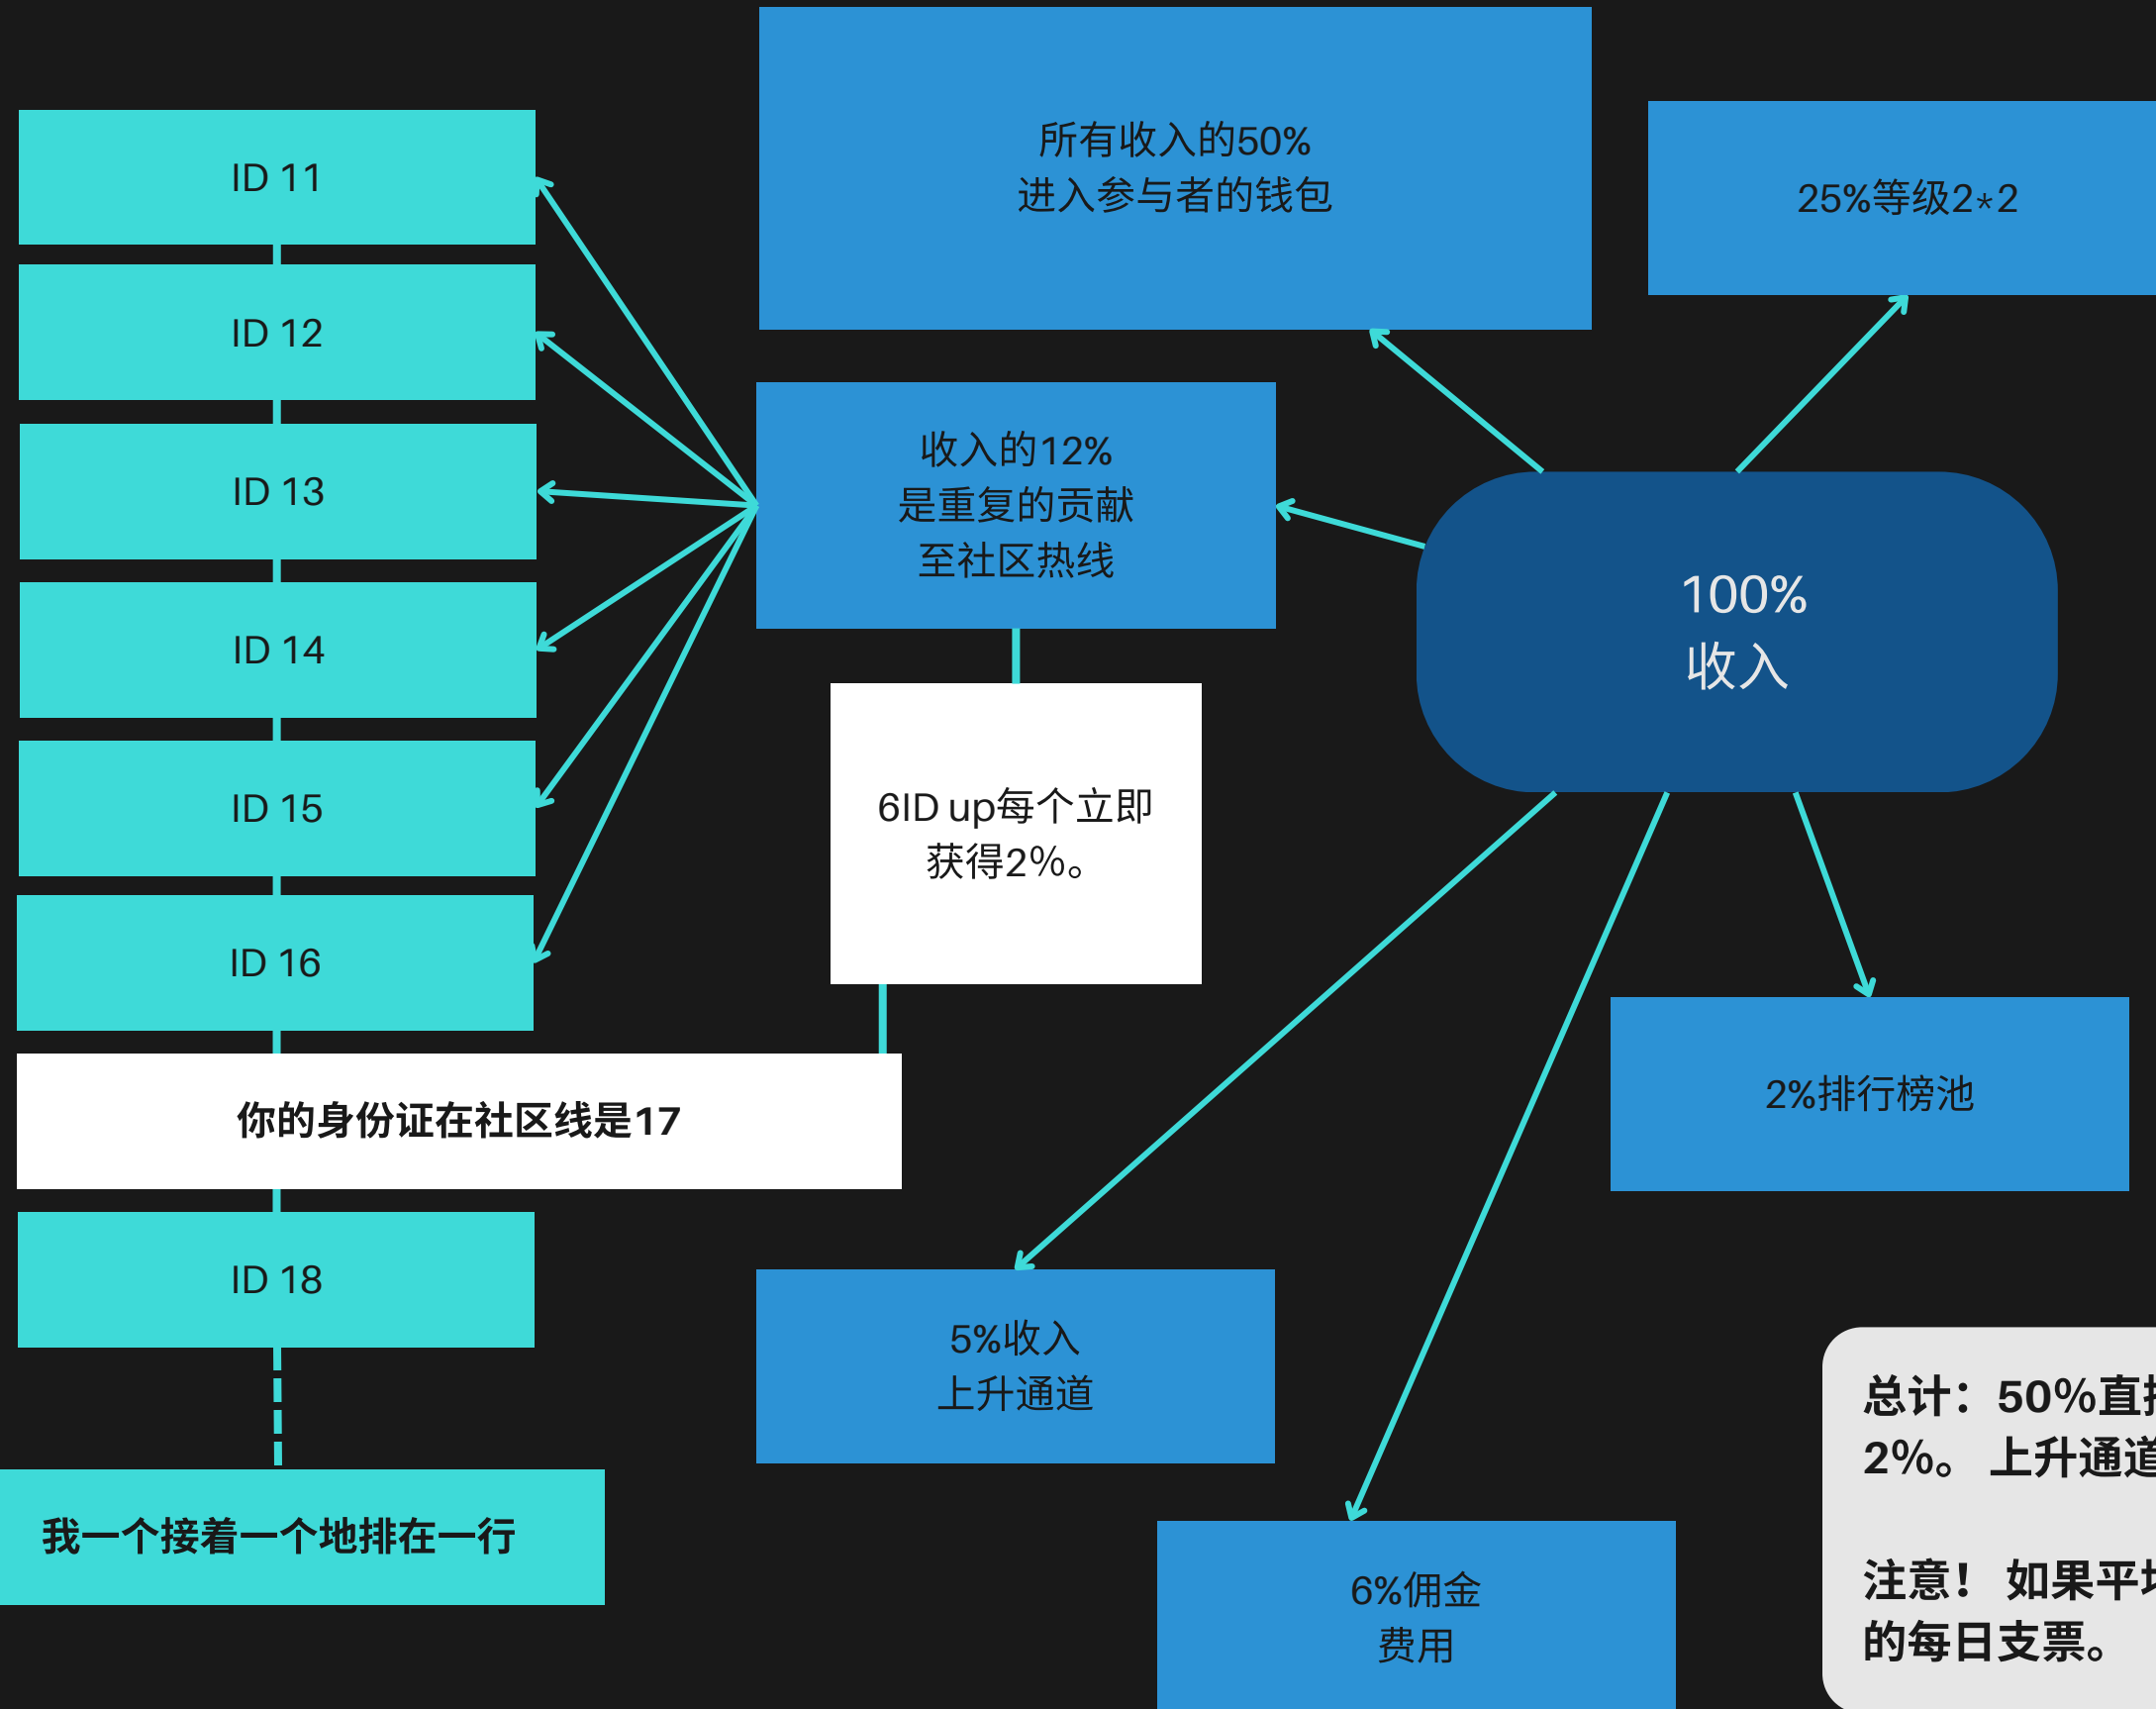 ID 11
ID 12
ID 13
ID 14
ID 15
ID 16
你的身份证在社区线是17
ID 18
我一个接着一个地排在一行
所有收入的50%
进入参与者的钱包
收入的12%
是重复的贡献
至社区热线
6ID up每个立即
获得2%。
25%等级2*2
100%
收入
2%排行榜池
5%收入
上升通道
6%佣金
费用
总计：50%直
2%。 上升通道
注意！ 如果平
的每日支票。